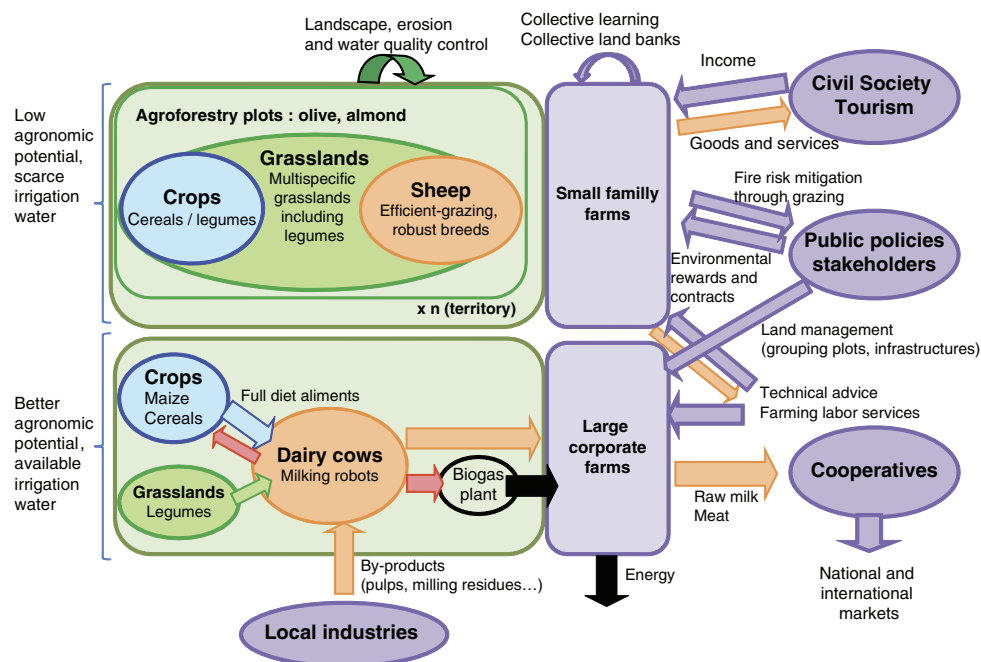 Landscape, erosion
and water quality control
Collective learning
Collective land banks
Income
Civil Society
Tourism
Goods and services
Low
agronomic
potential,
scarce
irrigation
water
Agroforestry plots : olive, almond
Grasslands
Multispecific
grasslands
including
legumes
Crops
Cereals / legumes
Sheep
Efficient-grazing,
robust breeds
x n (territory)
Small familly
farms
Fire risk mitigation
through grazing
Public policies
stakeholders
Environmental
rewards and
contracts
Land management
(grouping plots, infrastructures)
Better
agronomic
potential,
available
irrigation
water
Crops
Maize
Cereals
Full diet aliments
Dairy cows
Milking robots
Grasslands
Legumes
Biogas
plant
Large
corporate
farms
Technical advice
Farming labor services
Cooperatives
Raw milk
Meat
By-products
(pulps, milling residues…)
Energy
National and
international
markets
Local industries